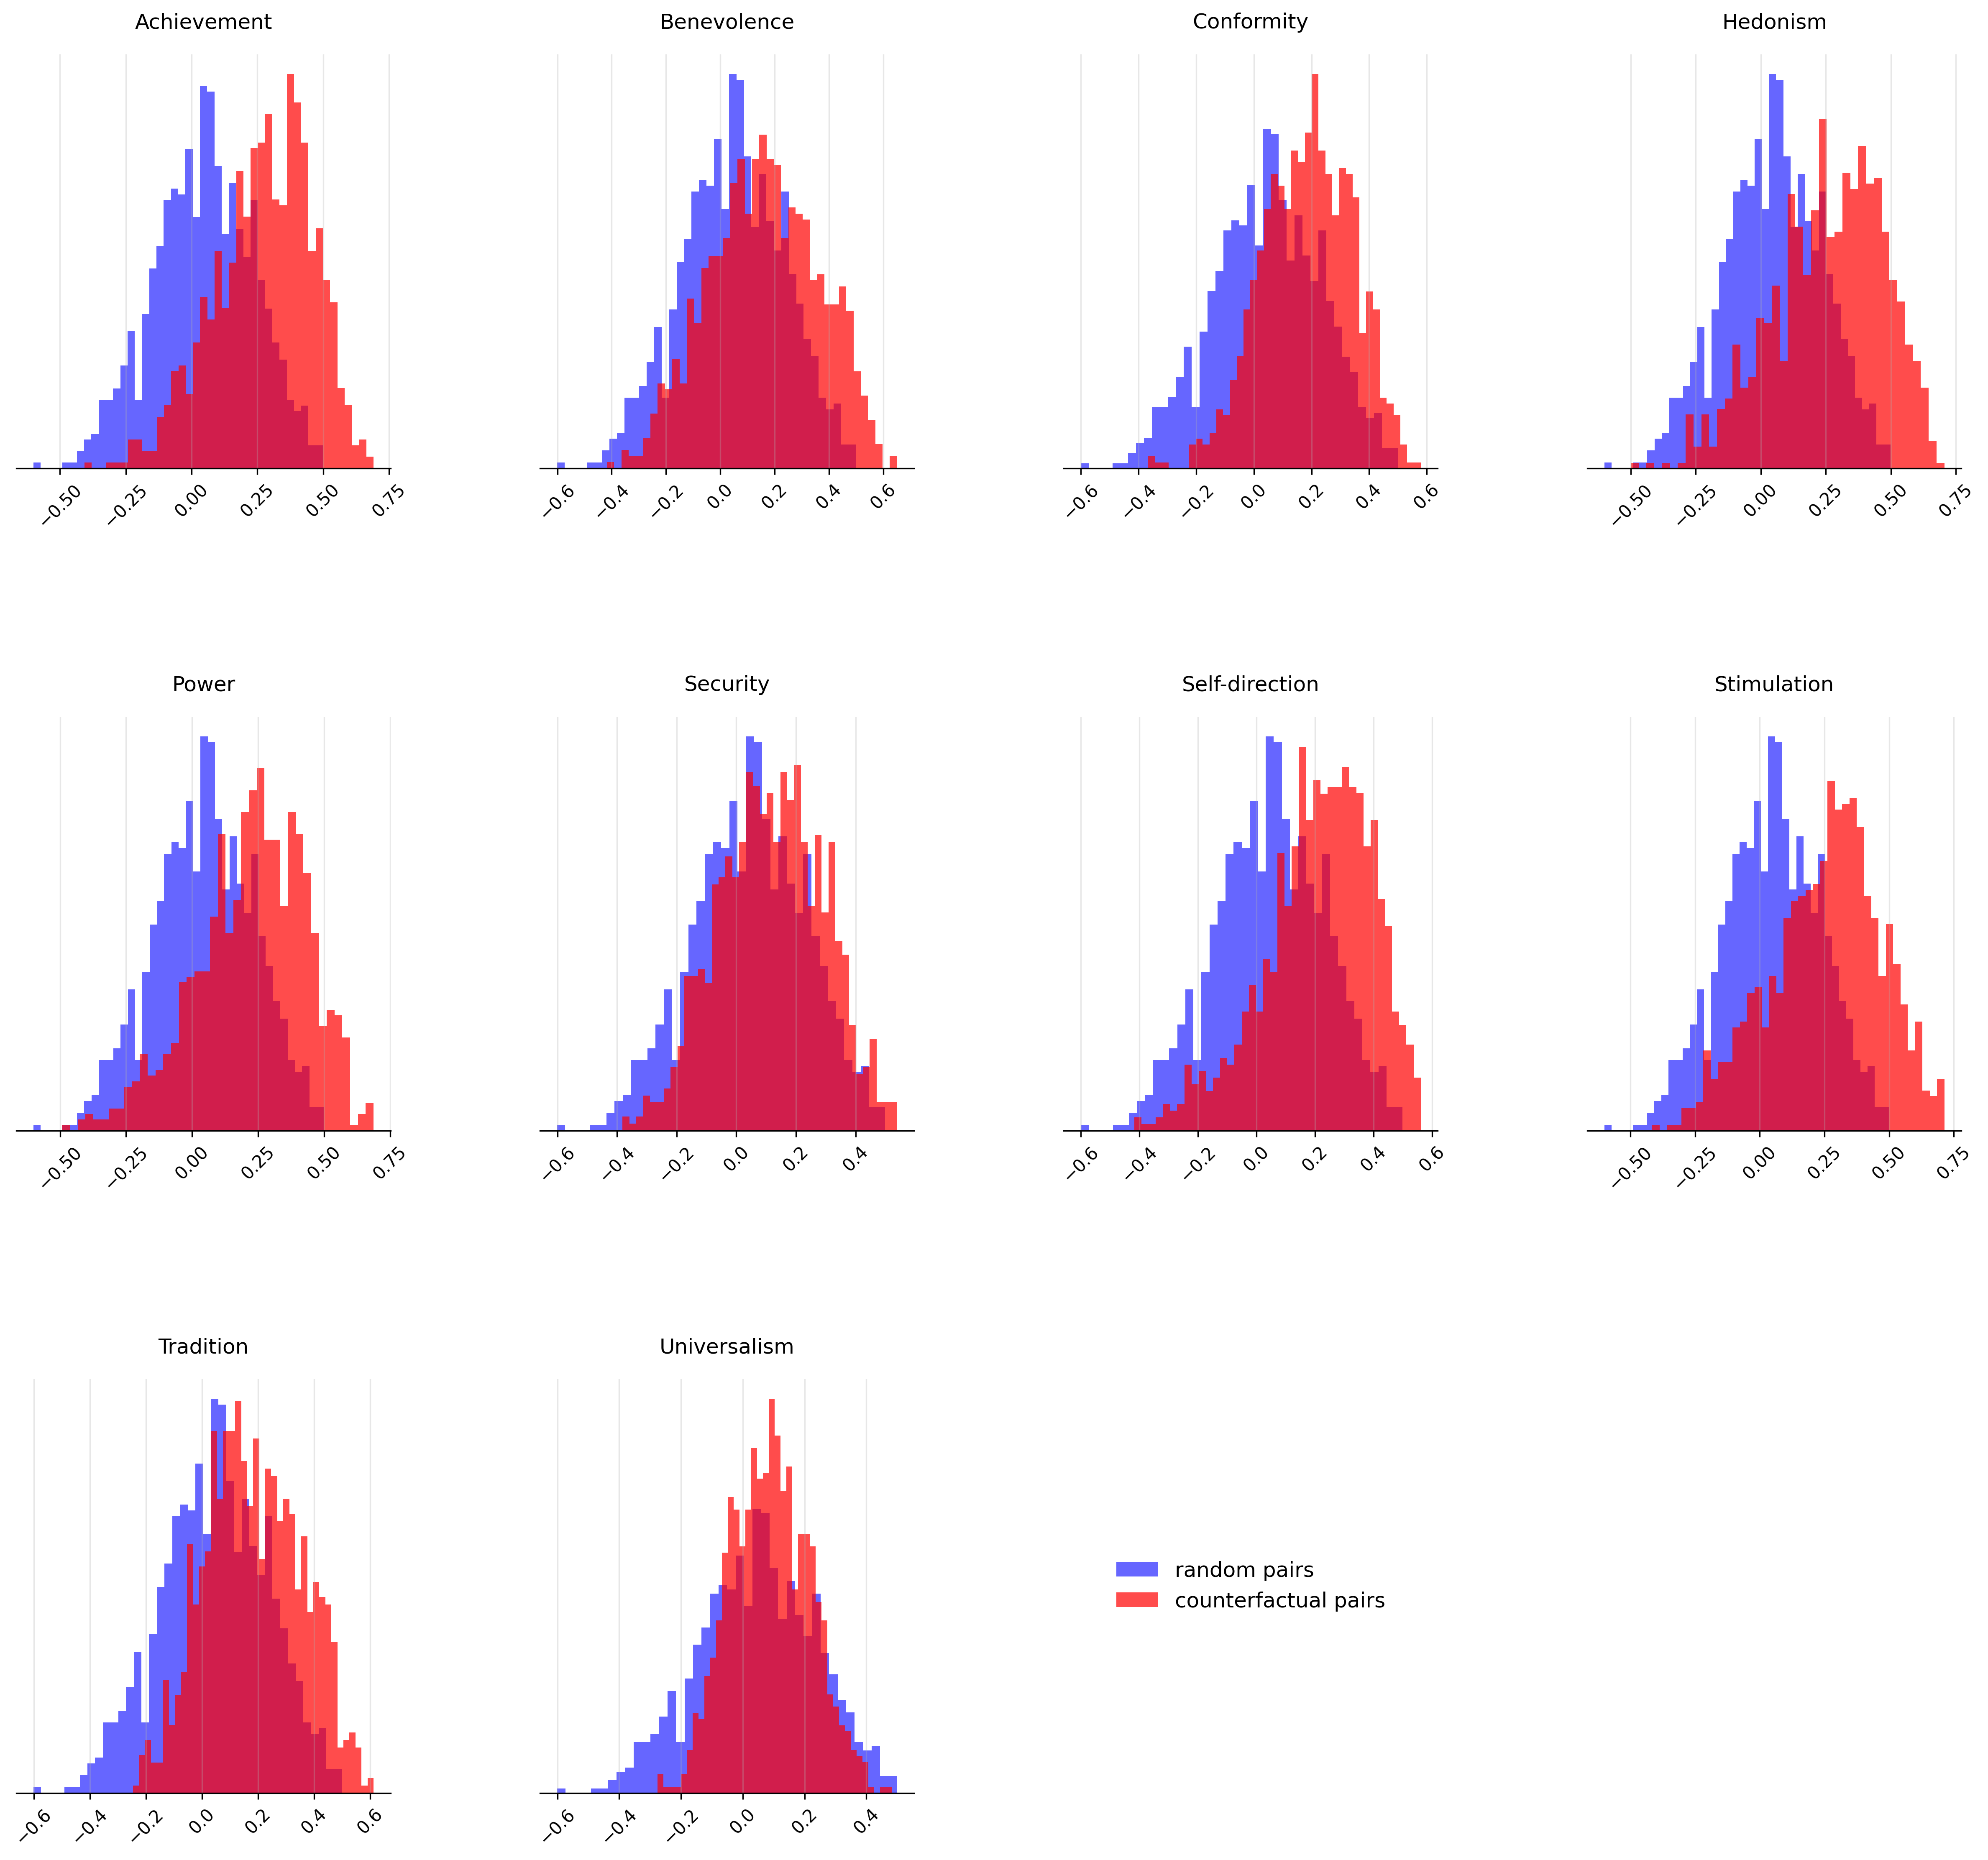 Achievement Benevolence Conformity Hedonism
−0.50 −0.25 0.00 0.25 0.50 0.75 −0.6 −0.4 −0.2 0.0 0.2 0.4 0.6 −0.6 −0.4 −0.2 0.0 0.2 0.4 0.6 −0.50 −0.25 0.00 0.25 0.50 0.75
Power Security Self-direction Stimulation
−0.50 −0.25 0.00 0.25 0.50 0.75 −0.6 −0.4 −0.2 0.0 0.2 0.4 −0.6 −0.4 −0.2 0.0 0.2 0.4 0.6 −0.50 −0.25 0.00 0.25 0.50 0.75
Tradition Universalism
random pairs
counterfactual pairs
−0.6 −0.4 −0.2 0.0 0.2 0.4 0.6 −0.6 −0.4 −0.2 0.0 0.2 0.4